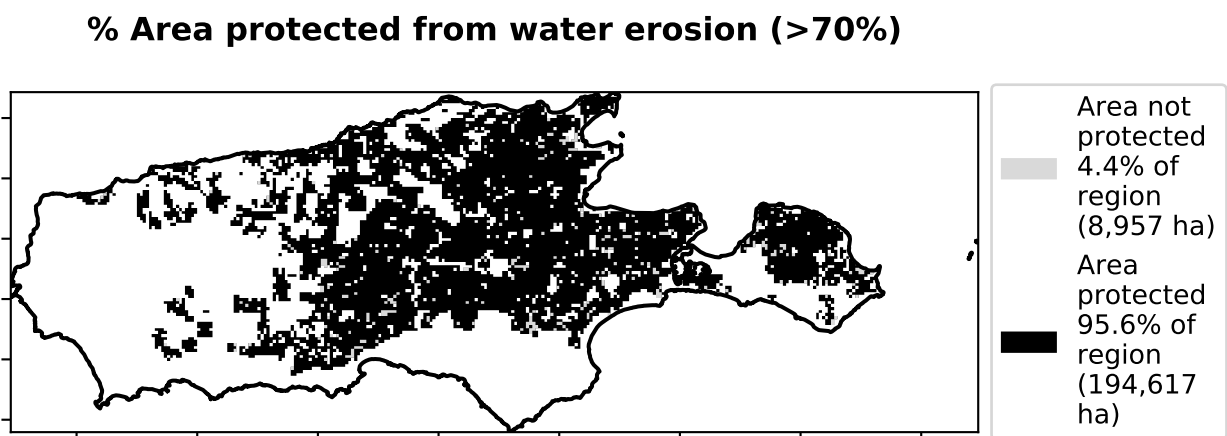 % Area protected from water erosion (>70%)
Area not
protected
4.4% of
region
(8,957 ha)
Area
protected
95.6% of
region
(194,617
ha)